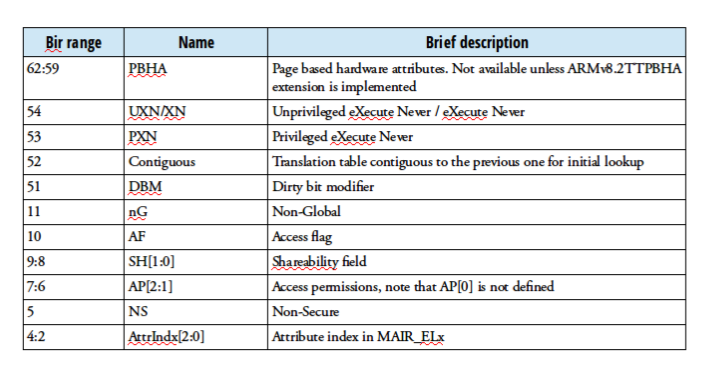 Bir range Name Brief description
62:59 PBHA Page based hardware attributes. Not available unless ARMv8.2TTPBHA
extension is implemented
54 UXN/XN Unprivileged eXecute Never / eXecute Never
53 PXN Privileged eXecute Never
52 Contiguous Translation table contiguous to the previous one for initial lookup
51 DBM Dirty bit modifier
11 nG Non-Global
10 AF Access flag
9:8 SH[1:0] Shareability field
7:6 AP[2:1] Access permissions, note that AP[0] is not defined
5 NS Non-Secure
4:2 AttrIndx[2:0] Attribute index in MAIR_ELx